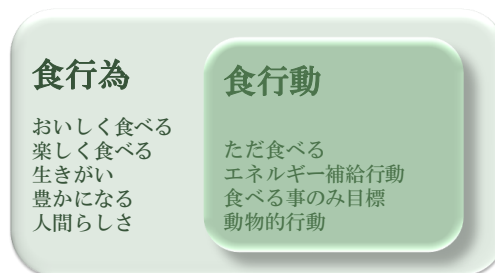 食行為
おいしく食べる
楽しく食べる
生きがい
豊かになる
人間らしさ
食行動
ただ食べる
エネルギー補給行動
食べる事のみ目標
動物的行動